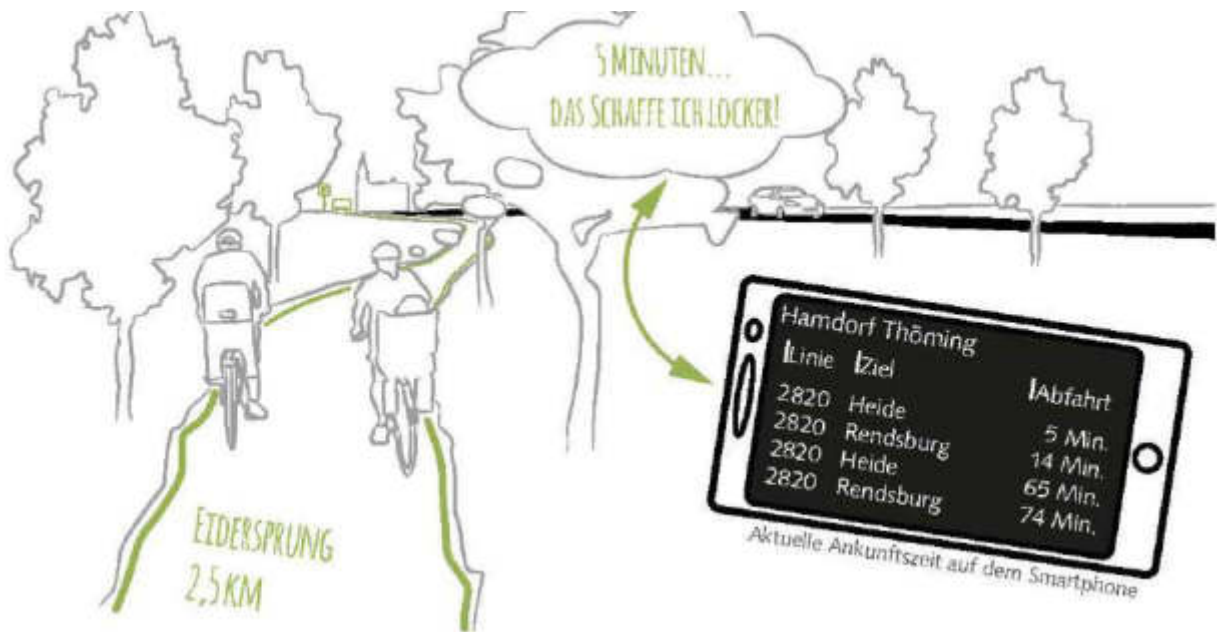 5 MINUTEN...
DAS SCHAFFE ICH LOCKER!
EIDERSPRUNG
2,5 KM
Hamdorf Thöming
Linie Ziel Abfahrt
2820 Heide 5 Min.
2820 Rendsburg 14 Min.
2820 Heide 65 Min.
2820 Rendsburg 74 Min.
Aktuelle Ankunftszeit auf dem Smartphone